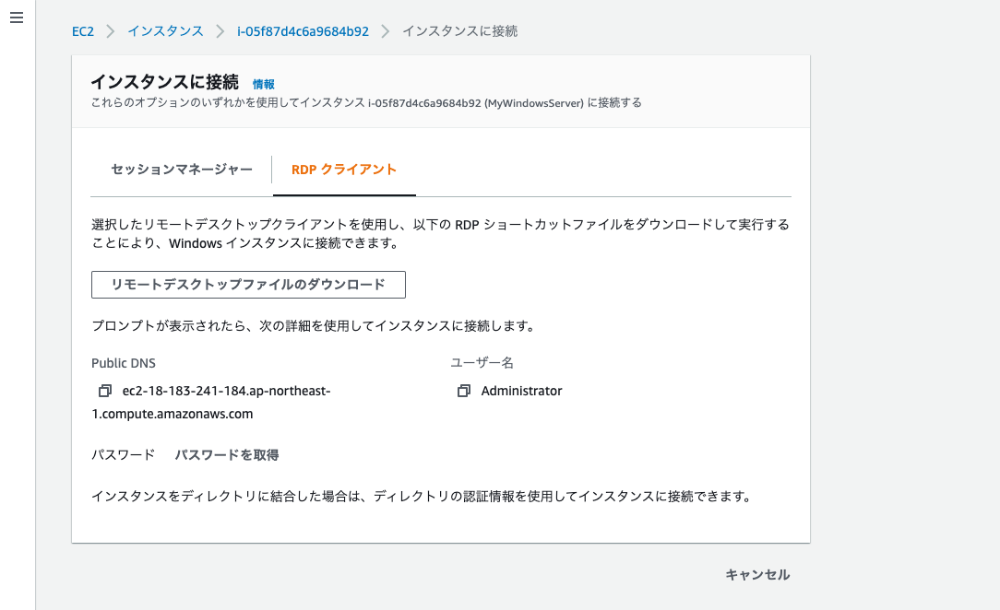 EC2 > インスタンス > i-05f87d4c6a9684b92 > インスタンスに接続
インスタンスに接続 情報
これらのオプションのいずれかを使用してインスタンス i-05f87d4c6a9684b92 (MyWindowsServer) に接続する
セッションマネージャー RDP クライアント
選択したリモートデスクトップクライアントを使用し、以下の RDP ショートカットファイルをダウンロードして実行する
ことにより、Windows インスタンスに接続できます。
リモートデスクトップファイルのダウンロード
プロンプトが表示されたら、次の詳細を使用してインスタンスに接続します。
Public DNS
ec2-18-183-241-184.ap-northeast-
1.compute.amazonaws.com
ユーザー名
Administrator
パスワード パスワードを取得
インスタンスをディレクトリに結合した場合は、ディレクトリの認証情報を使用してインスタンスに接続できます。
キャンセル